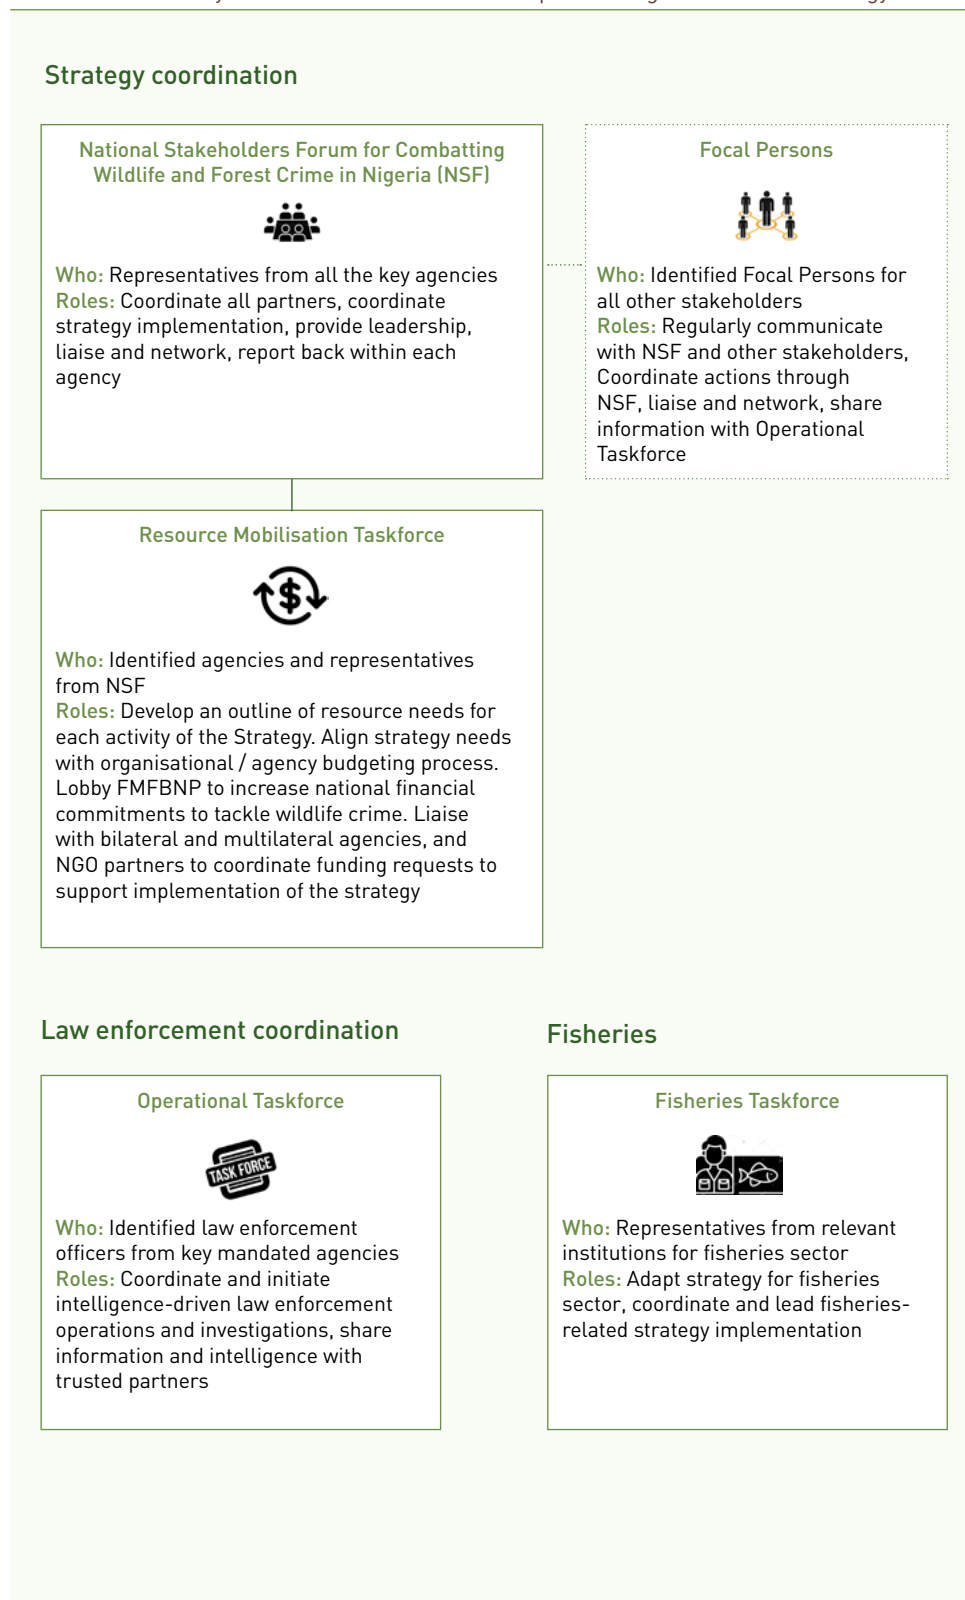 Strategy coordination
National Stakeholders Forum for Combatting
Wildlife and Forest Crime in Nigeria (NSF)
Who: Representatives from all the key agencies
Roles: Coordinate all partners, coordinate
strategy implementation, provide leadership,
liaise and network, report back within each
agency
Focal Persons
Who: Identified Focal Persons for
all other stakeholders
Roles: Regularly communicate
with NSF and other stakeholders,
Coordinate actions through
NSF, liaise and network, share
information with Operational
Taskforce
Resource Mobilisation Taskforce
$
Who: Identified agencies and representatives
from NSF
Roles: Develop an outline of resource needs for
each activity of the Strategy. Align strategy needs
with organisational / agency budgeting process.
Lobby FMFBNP to increase national financial
commitments to tackle wildlife crime. Liaise
with bilateral and multilateral agencies, and
NGO partners to coordinate funding requests to
support implementation of the strategy
Law enforcement coordination
Operational Taskforce
TASK FORCE
Who: Identified law enforcement
officers from key mandated agencies
Roles: Coordinate and initiate
intelligence-driven law enforcement
operations and investigations, share
information and intelligence with
trusted partners
Fisheries
Fisheries Taskforce
Who: Representatives from relevant
institutions for fisheries sector
Roles: Adapt strategy for fisheries
sector, coordinate and lead fisheries-
related strategy implementation